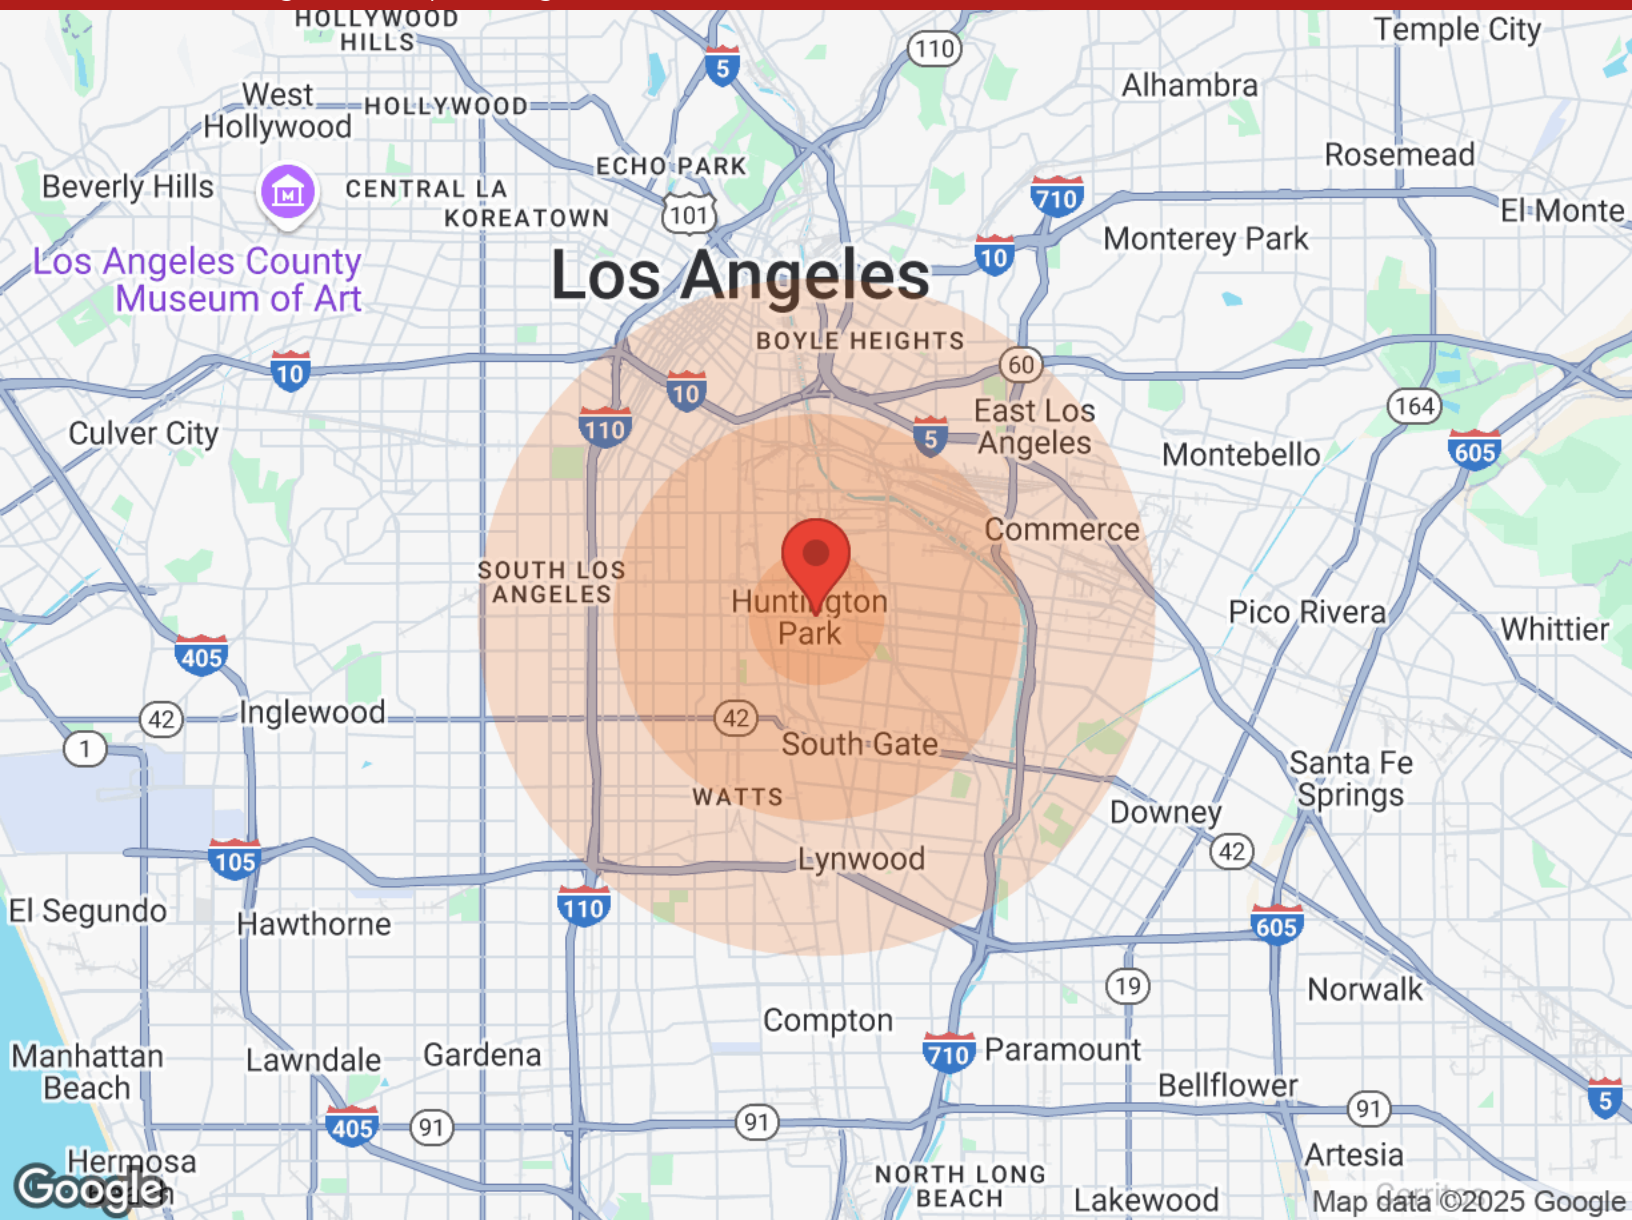 HOLLYWOOD
HILLS
5
110
Temple City
Alhambra
West
Hollywood
HOLLYWOOD
ECHO PARK
Rosemead
Beverly Hills
M
CENTRAL LA
KOREATOWN
101
710
El Monte
10
Monterey Park
Los Angeles County
Museum of Art
Los Angeles
BOYLE HEIGHTS
10
60
10
110
5
East Los
Angeles
164
Culver City
Montebello
605
Commerce
SOUTH LOS
ANGELES
Huntington
Park
Pico Rivera
Whittier
405
42
Inglewood
42
1
South Gate
WATTS
Santa Fe
Springs
Downey
42
105
Lynwood
El Segundo
Hawthorne
110
605
19
Norwalk
Compton
Manhattan
Beach
Lawndale
Gardena
710
Paramount
Bellflower
5
405
91
91
91
Hermosa
Artesia
NORTH LONG
BEACH
Lakewood
Google
Map data ©2025 Google